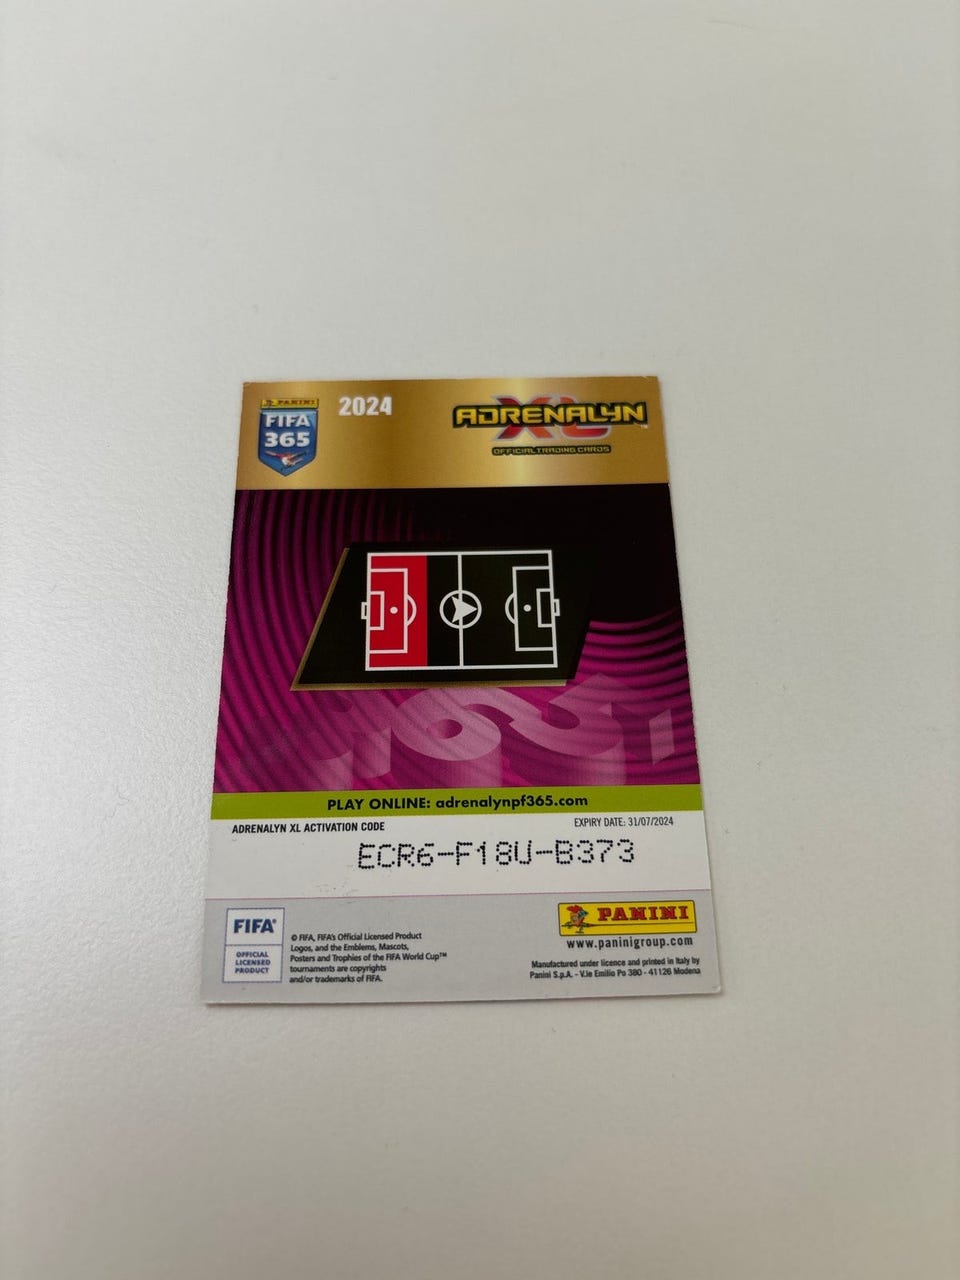 PANINI
FIFA
365
2024
ADRENALYN
XL
OFFICIAL TRADING CARDS
PLAY ONLINE: adrenalynpf365.com
ADRENALYN XL ACTIVATION CODE
EXPIRY DATE: 31/07/2024
ECR6-F18U-B373
FIFA®
OFFICIAL
LICENSED
PRODUCT
© FIFA, FIFA's Official Licensed Product
Logos, and the Emblems, Mascots,
Posters and Trophies of the FIFA World Cup™
tournaments are copyrights
and/or trademarks of FIFA.
PANINI
www.paninigroup.com
Manufactured under licence and printed in Italy by
Panini S.p.A. - V.le Emilio Po 380 - 41126 Modena